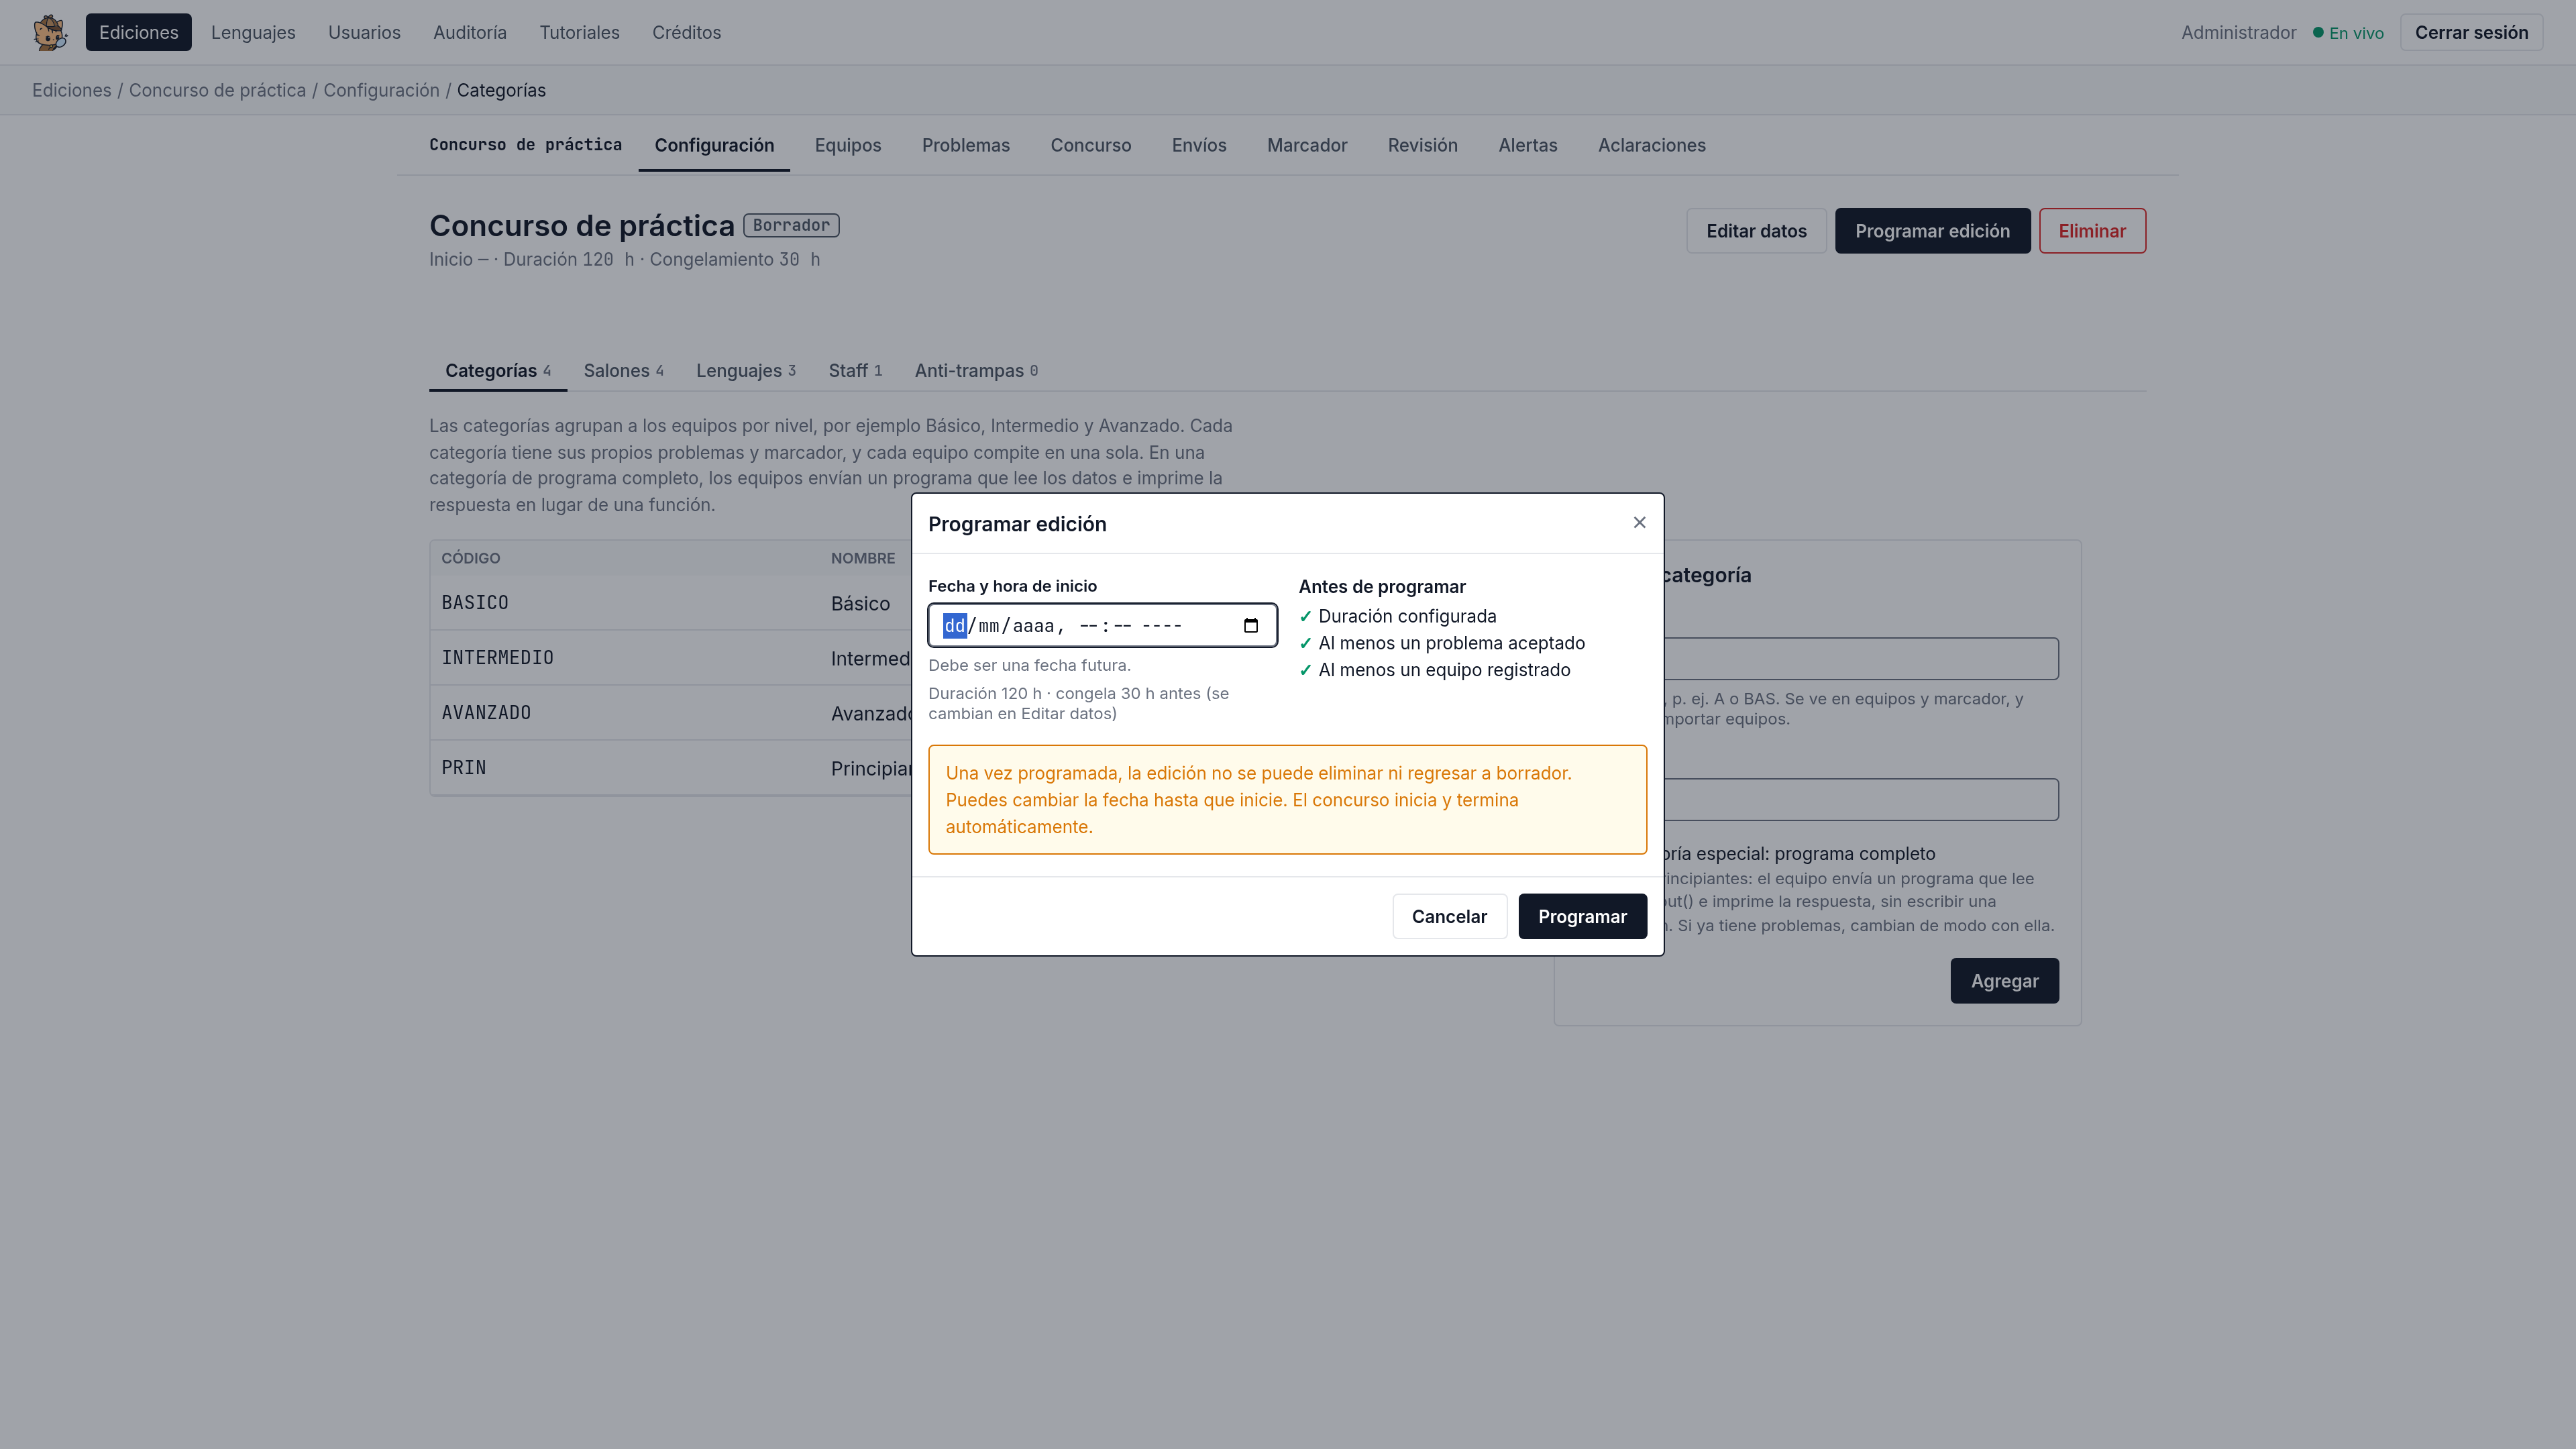 Ediciones Lenguajes Usuarios Auditoría Tutoriales Créditos Administrador En vivo Cerrar sesión
Ediciones / Concurso de práctica / Configuración / Categorías
Concurso de práctica Configuración Equipos Problemas Concurso Envíos Marcador Revisión Alertas Aclaraciones
Concurso de práctica Borrador
Editar datos Programar edición Eliminar
Inicio — · Duración 120 h · Congelamiento 30 h
Categorías 4 Salones 4 Lenguajes 3 Staff 1 Anti-trampas 0
Las categorías agrupan a los equipos por nivel, por ejemplo Básico, Intermedio y Avanzado. Cada
categoría tiene sus propios problemas y marcador, y cada equipo compite en una sola. En una
categoría de programa completo, los equipos envían un programa que lee los datos e imprime la
respuesta en lugar de una función.
CÓDIGO NOMBRE
BASICO Básico
INTERMEDIO Intermed
AVANZADO Avanzado
PRIN Principian
Programar edición
Fecha y hora de inicio
dd/mm/aaaa, --:-- ----
Debe ser una fecha futura.
Duración 120 h · congela 30 h antes (se
cambian en Editar datos)
Antes de programar
✓ Duración configurada
✓ Al menos un problema aceptado
✓ Al menos un equipo registrado
Una vez programada, la edición no se puede eliminar ni regresar a borrador.
Puedes cambiar la fecha hasta que inicie. El concurso inicia y termina
automáticamente.
Cancelar Programar
categoría
, p. ej. A o BAS. Se ve en equipos y marcador, y
mportar equipos.
oría especial: programa completo
incipiantes: el equipo envía un programa que lee
out() e imprime la respuesta, sin escribir una
n. Si ya tiene problemas, cambian de modo con ella.
Agregar